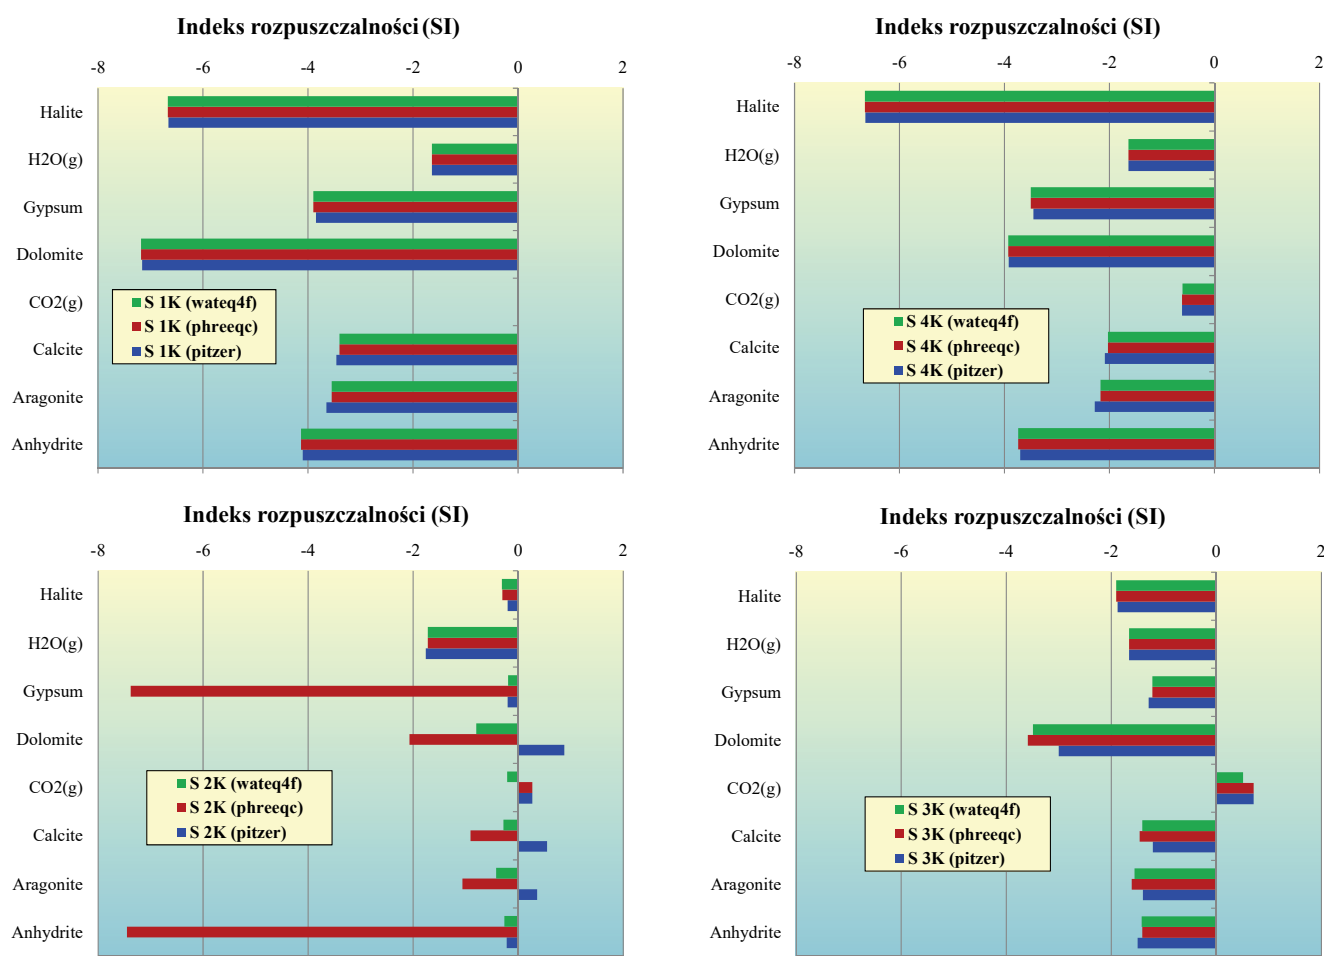 Indeks rozpuszczalności (SI)
-8 -6 -4 -2 0 2
Halite
H2O(g)
Gypsum
Dolomite
CO2(g)
Calcite
Aragonite
Anhydrite
S 1K (wateq4f)
S 1K (phreeqc)
S 1K (pitzer)
Indeks rozpuszczalności (SI)
-8 -6 -4 -2 0 2
Halite
H2O(g)
Gypsum
Dolomite
CO2(g)
Calcite
Aragonite
Anhydrite
S 4K (wateq4f)
S 4K (phreeqc)
S 4K (pitzer)
Indeks rozpuszczalności (SI)
-8 -6 -4 -2 0 2
Halite
H2O(g)
Gypsum
Dolomite
CO2(g)
Calcite
Aragonite
Anhydrite
S 2K (wateq4f)
S 2K (phreeqc)
S 2K (pitzer)
Indeks rozpuszczalności (SI)
-8 -6 -4 -2 0 2
Halite
H2O(g)
Gypsum
Dolomite
CO2(g)
Calcite
Aragonite
Anhydrite
S 3K (wateq4f)
S 3K (phreeqc)
S 3K (pitzer)